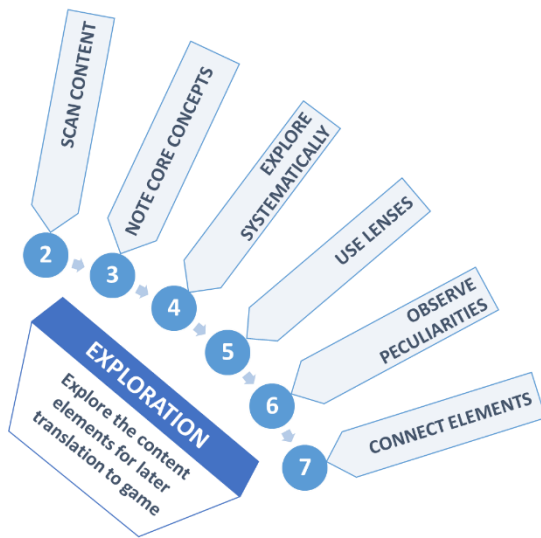 SCAN CONTENT
NOTE CORE CONCEPTS
EXPLORE
SYSTEMATICALLY
USE LENSES
OBSERVE
PECULIARITIES
CONNECT ELEMENTS
2
3
4
5
6
7
EXPLORATION
Explore the content
elements for later
translation to game